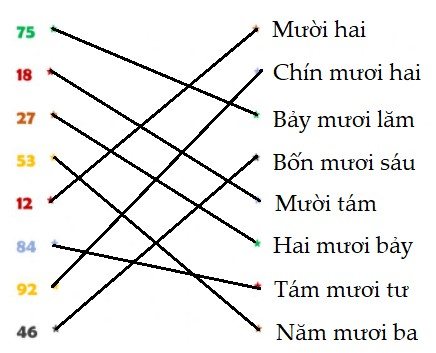 75 Mười hai
18 Chín mươi hai
27 Bảy mươi lăm
53 Bốn mươi sáu
12 Mười tám
84 Hai mươi bảy
92 Tám mươi tư
46 Năm mươi ba